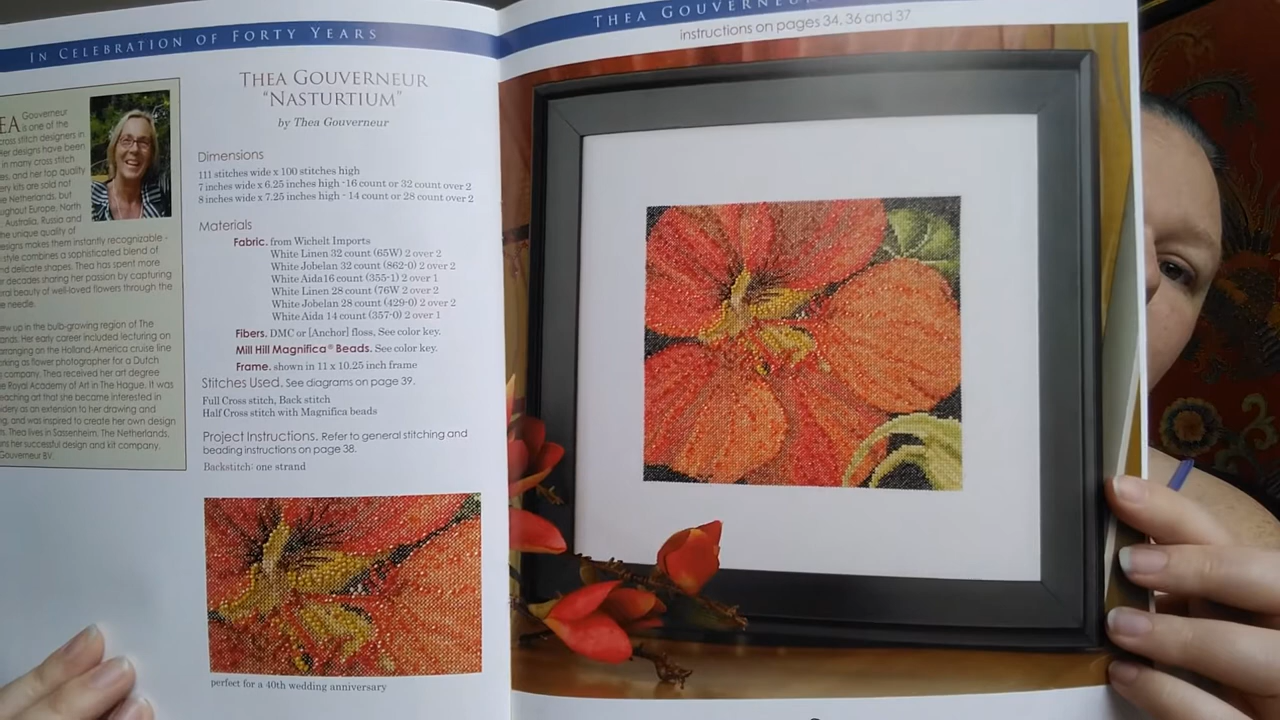 IN CELEBRATION OF FORTY YEARS
THEA GOUVERNEUR
instructions on pages 34, 36 and 37
Gouverneur
is one of the
cross stitch designers in
designs have been
in many cross stitch
and her top quality
kits are sold not
Netherlands, but
Europe, North
Australia, Russia and
the unique quality of
designs makes them instantly recognizable -
style combines a sophisticated blend of
and delicate shapes. Thea has spent more
decades sharing her passion by capturing
beauty of well-loved flowers through the
needle.
up in the bulb-growing region of The
Her early career included lecturing on
arranging on the Holland-America cruise line
as flower photographer for a Dutch
company. Thea received her art degree
Royal Academy of Art in The Hague. It was
teaching art that she became interested in
as an extension to her drawing and
and was inspired to create her own design
Thea lives in Sassenheim, The Netherlands,
her successful design and kit company,
Gouverneur BV.
THEA GOUVERNEUR
"NASTURTIUM"
by Thea Gouverneur
Dimensions
111 stitches wide x 100 stitches high
7 inches wide x 6.25 inches high - 16 count or 32 count over 2
8 inches wide x 7.25 inches high - 14 count or 28 count over 2
Materials
Fabric. from Wichelt Imports
White Linen 32 count (65W) 2 over 2
White Jobelan 32 count (862-0) 2 over 2
White Aida16 count (355-1) 2 over 1
White Linen 28 count (76W 2 over 2
White Jobelan 28 count (429-0) 2 over 2
White Aida 14 count (357-0) 2 over 1
Fibers. DMC or [Anchor] floss, See color key.
Mill Hill Magnifica® Beads. See color key.
Frame. shown in 11 x 10.25 inch frame
Stitches Used. See diagrams on page 39.
Full Cross stitch, Back stitch
Half Cross stitch with Magnifica beads
Project Instructions. Refer to general stitching and
beading instructions on page 38.
Backstitch: one strand
perfect for a 40th wedding anniversary